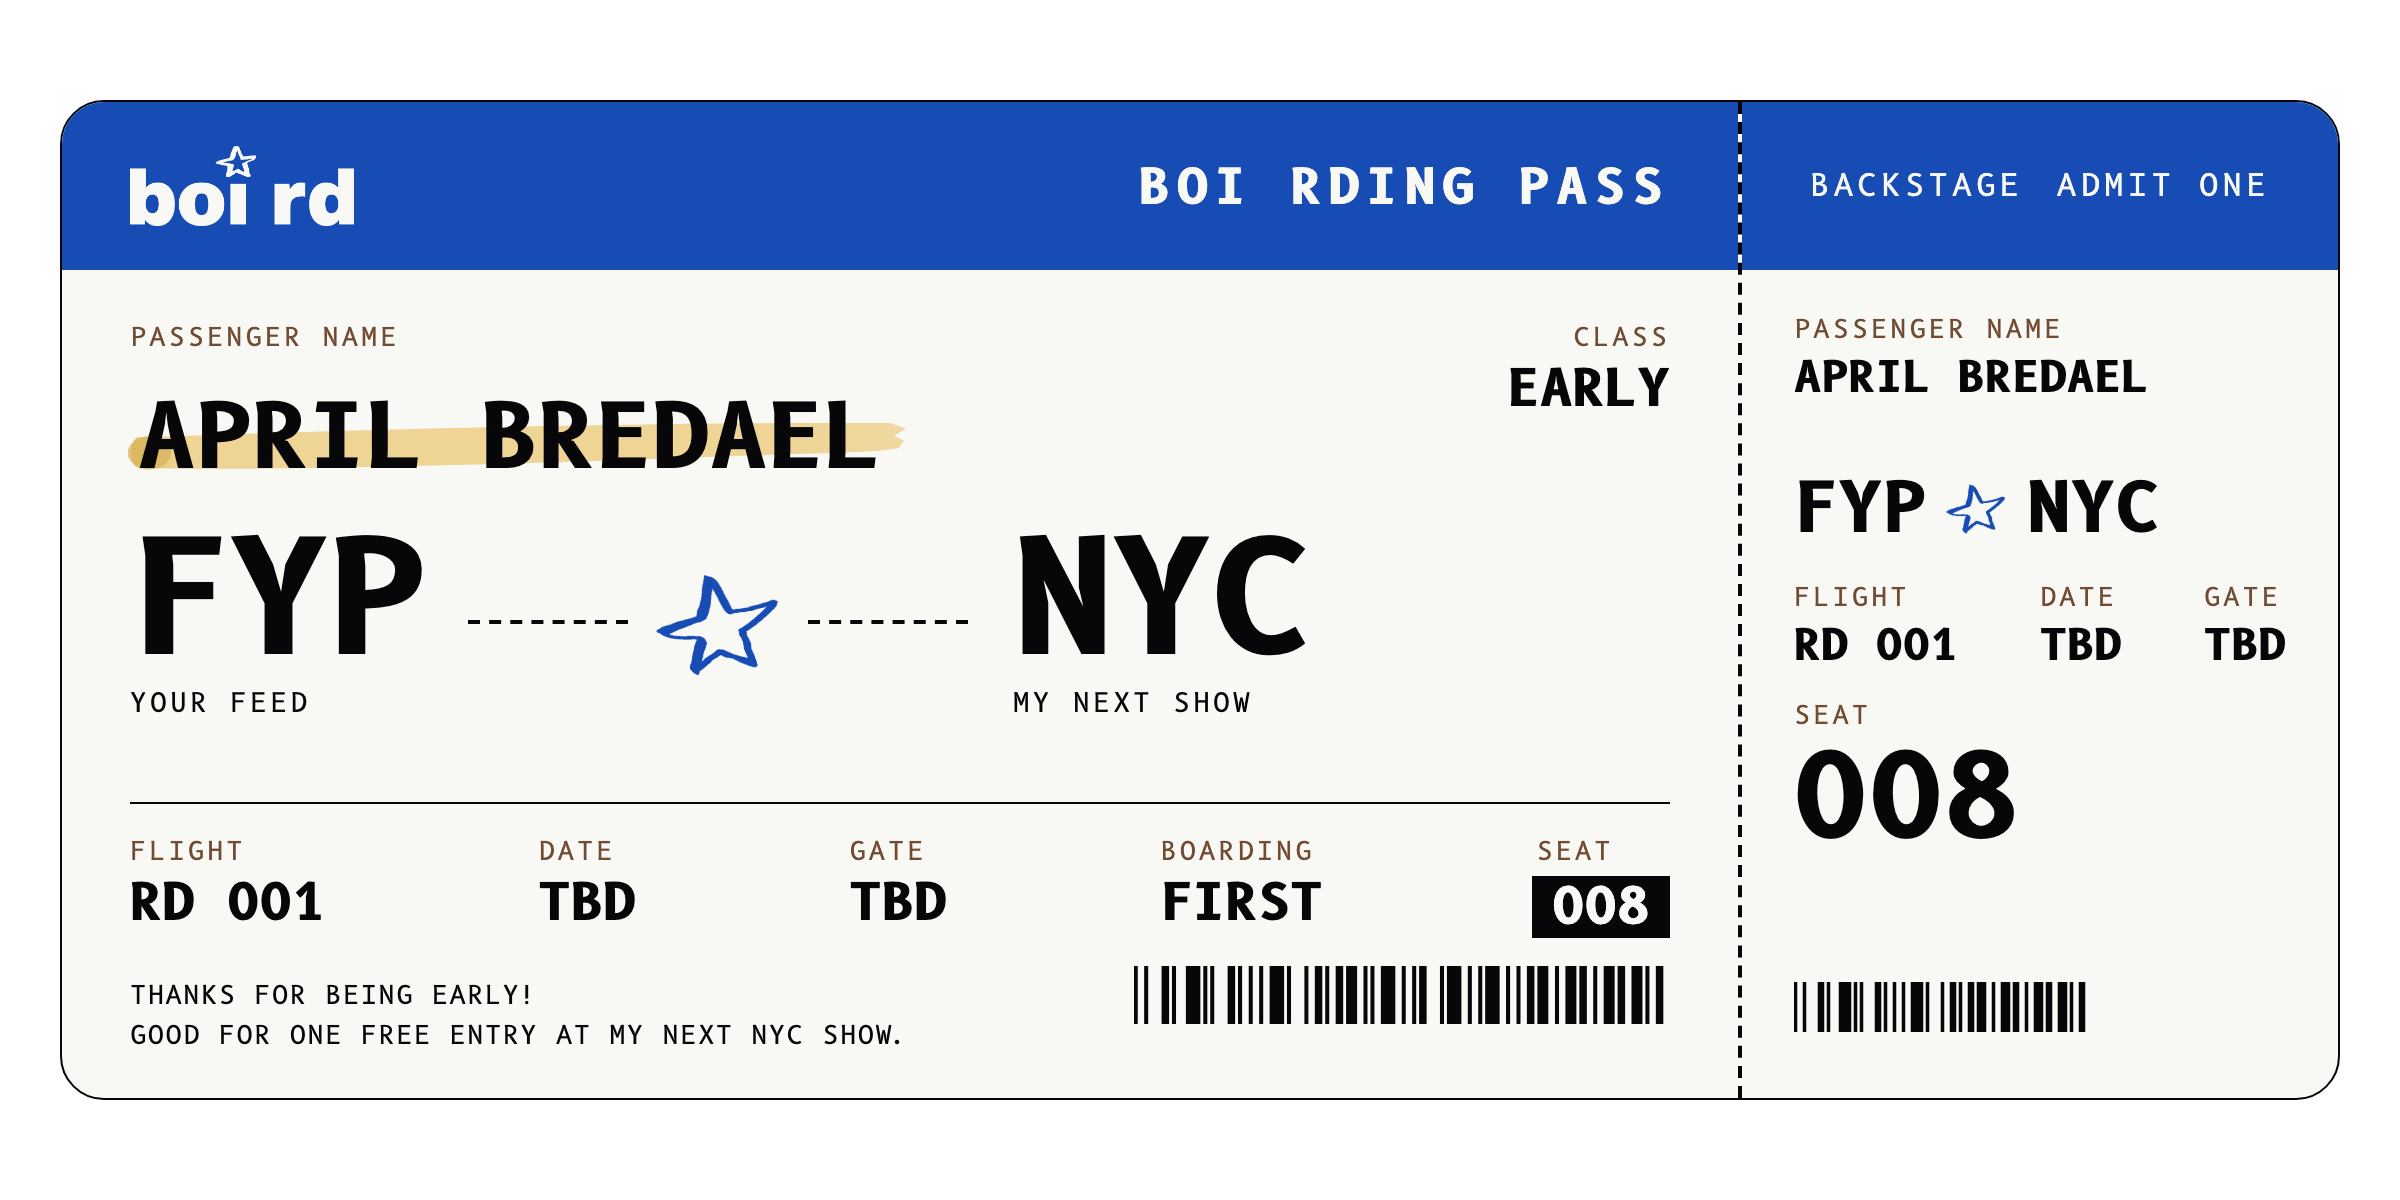 boi rd
BOI RDING PASS
BACKSTAGE ADMIT ONE
PASSENGER NAME
APRIL BREDAEL
CLASS
EARLY
FYP
NYC
YOUR FEED
MY NEXT SHOW
FLIGHT
RD 001
DATE
TBD
GATE
TBD
BOARDING
FIRST
SEAT
008
THANKS FOR BEING EARLY!
GOOD FOR ONE FREE ENTRY AT MY NEXT NYC SHOW.
PASSENGER NAME
APRIL BREDAEL
FYP NYC
FLIGHT
RD 001
DATE
TBD
GATE
TBD
SEAT
008